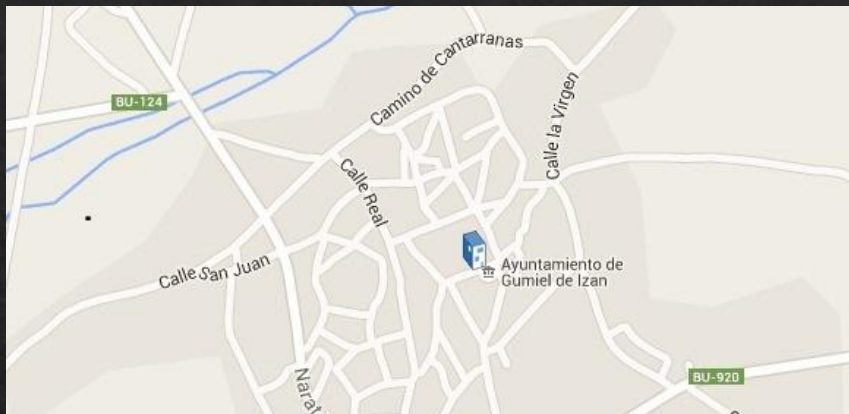 Camino de Cantarranas
BU-124
Calle la Virgen
Calle Real
Calle San Juan
Ayuntamiento de
Gumiel de Izan
BU-920